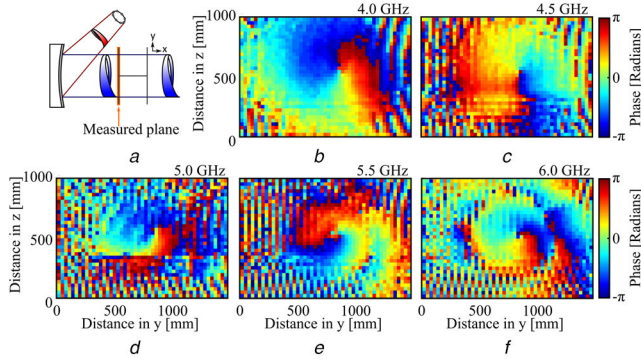 y
x
Measured plane
a
4.0 GHz
Distance in z [mm]
1000
500
0
b
4.5 GHz
c
π
0
-π
Phase [Radians]
5.0 GHz
Distance in z [mm]
1000
500
0
0 500 1000
Distance in y [mm]
d
5.5 GHz
0 500 1000
Distance in y [mm]
e
6.0 GHz
0 500 1000
Distance in y [mm]
f
π
0
-π
Phase [Radians]